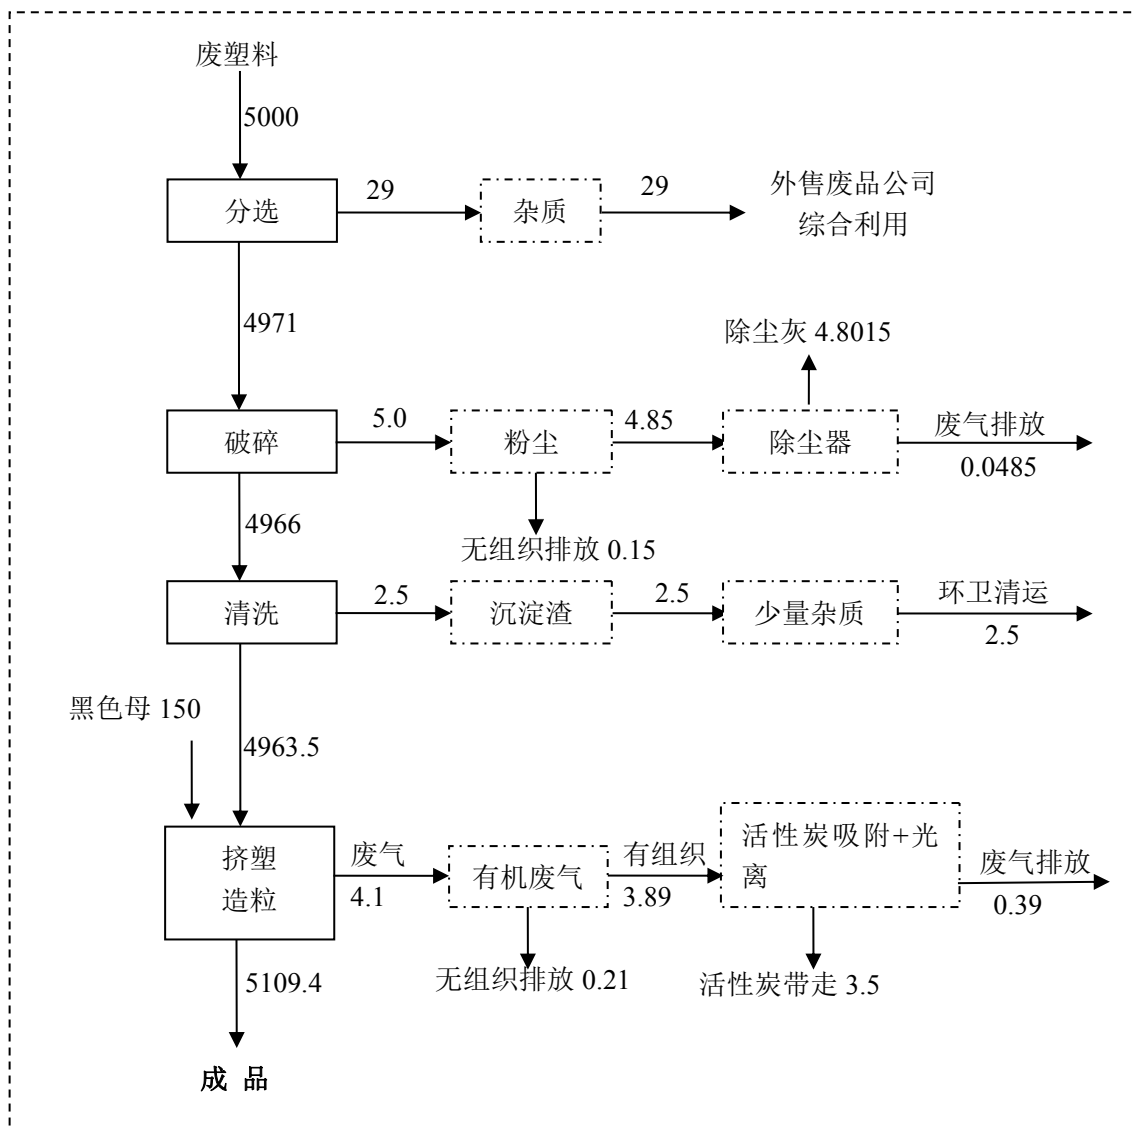 废塑料
5000
分选
29
杂质
29
外售废品公司
综合利用
4971
除尘灰 4.8015
破碎
5.0
粉尘
4.85
除尘器
废气排放
0.0485
4966
无组织排放 0.15
清洗
2.5
沉淀渣
2.5
少量杂质
环卫清运
2.5
黑色母 150
4963.5
挤塑
造粒
废气
4.1
有机废气
有组织
3.89
活性炭吸附+光
离
废气排放
0.39
5109.4
无组织排放 0.21
活性炭带走 3.5
成 品